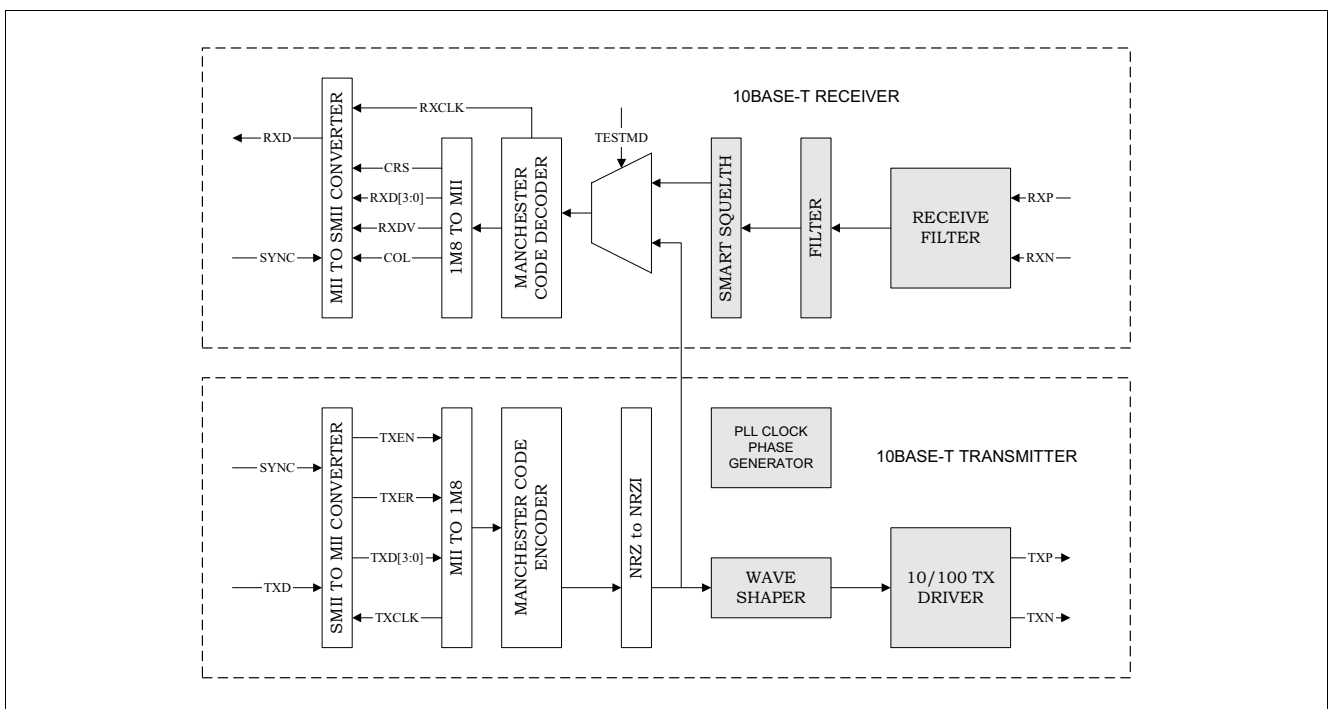 10BASE-T RECEIVER
MII TO SMII CONVERTER
RXD
SYNC
RXCLK
CRS
RXD[3:0]
RXDV
COL
1M8 TO MII
MANCHESTER
CODE DECODER
TESTMD
SMART SQUELTH
FILTER
RECEIVE
FILTER
RXP
RXN
SMII TO MII CONVERTER
SYNC
TXD
TXEN
TXER
TXD[3:0]
TXCLK
MII TO 1M8
MANCHESTER CODE
ENCODER
NRZ to NRZI
PLL CLOCK
PHASE
GENERATOR
10BASE-T TRANSMITTER
WAVE
SHAPER
10/100 TX
DRIVER
TXP
TXN